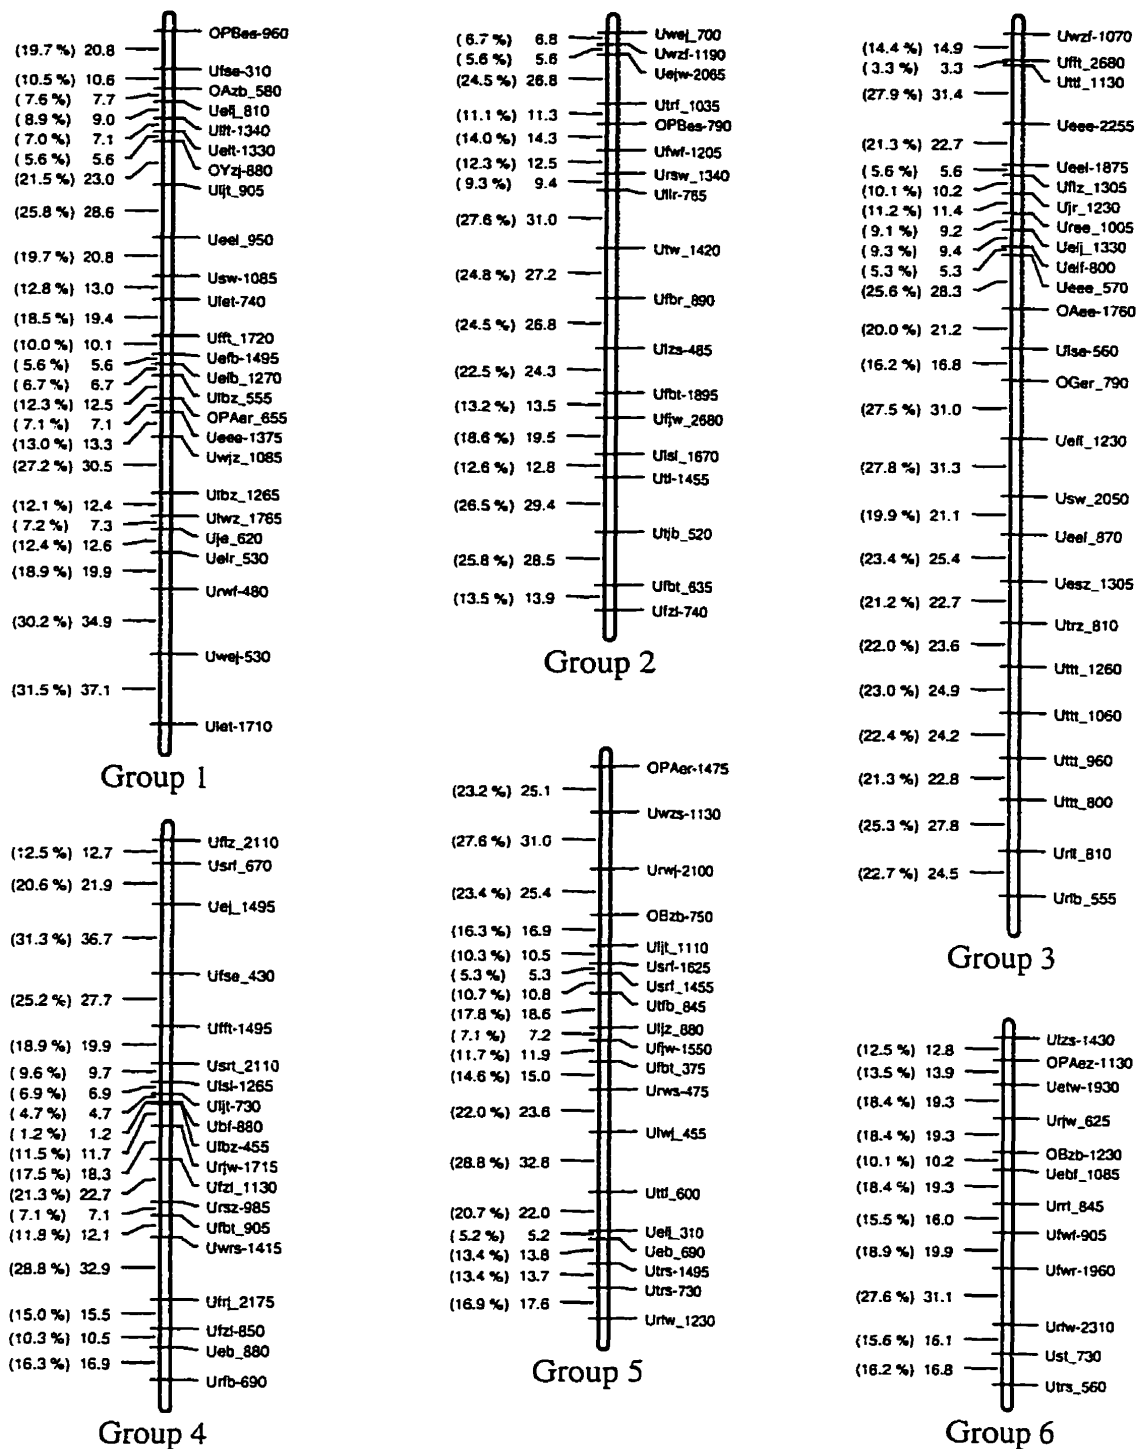 OPBes-960
(19.7 %) 20.8
Ufse-310
(10.5 %) 10.6
OAzb_580
( 7.6 %) 7.7
Uelj_810
( 8.9 %) 9.0
Ulft-1340
( 7.0 %) 7.1
Uelt-1330
( 5.6 %) 5.6
OYzj-880
(21.5 %) 23.0
Uljt_905
(25.8 %) 28.6
Ueel_950
(19.7 %) 20.8
Usw-1085
(12.8 %) 13.0
Ulet-740
(18.5 %) 19.4
Ufft_1720
(10.0 %) 10.1
Uefb-1495
( 5.6 %) 5.6
Uelb_1270
( 6.7 %) 6.7
Ulbz_555
(12.3 %) 12.5
OPAer_655
( 7.1 %) 7.1
Ueee-1375
(13.0 %) 13.3
Uwjz_1085
(27.2 %) 30.5
Ulbz_1265
(12.1 %) 12.4
Utwz_1765
( 7.2 %) 7.3
Uje_620
(12.4 %) 12.6
Uelr_530
(18.9 %) 19.9
Urwf-480
(30.2 %) 34.9
Uwej-530
(31.5 %) 37.1
Ulet-1710
Group 1
Uwej_700
( 6.7 %) 6.8
Uwzf-1190
( 5.6 %) 5.6
Uejw-2065
(24.5 %) 26.8
Utrf_1035
(11.1 %) 11.3
OPBes-790
(14.0 %) 14.3
Ufwf-1205
(12.3 %) 12.5
Ursw_1340
( 9.3 %) 9.4
Ullr-765
(27.6 %) 31.0
Utw_1420
(24.8 %) 27.2
Ufbr_890
(24.5 %) 26.8
Ulzs-485
(22.5 %) 24.3
Ufbt-1895
(13.2 %) 13.5
Ufjw_2680
(18.6 %) 19.5
Ulsl_1670
(12.6 %) 12.8
Utl-1455
(26.5 %) 29.4
Utjb_520
(25.8 %) 28.5
Ufbt_635
(13.5 %) 13.9
Ufzl-740
Group 2
Uwzf-1070
(14.4 %) 14.9
Ufft_2680
( 3.3 %) 3.3
Uttl_1130
(27.9 %) 31.4
Ueee-2255
(21.3 %) 22.7
Ueel-1875
( 5.6 %) 5.6
Uflz_1305
(10.1 %) 10.2
Ujr_1230
(11.2 %) 11.4
Uree_1005
( 9.1 %) 9.2
Uelj_1330
( 9.3 %) 9.4
Uelf-800
( 5.3 %) 5.3
Ueee_570
(25.6 %) 28.3
OAee-1760
(20.0 %) 21.2
Ulse-560
(16.2 %) 16.8
OGer_790
(27.5 %) 31.0
Ueff_1230
(27.8 %) 31.3
Usw_2050
(19.9 %) 21.1
Ueel_870
(23.4 %) 25.4
Uesz_1305
(21.2 %) 22.7
Utrz_810
(22.0 %) 23.6
Uttt_1260
(23.0 %) 24.9
Uttt_1060
(22.4 %) 24.2
Uttt_960
(21.3 %) 22.8
Uttt_800
(25.3 %) 27.8
Urlt_810
(22.7 %) 24.5
Urlb_555
Group 3
Uflz_2110
(12.5 %) 12.7
Usrl_670
(20.6 %) 21.9
Uej_1495
(31.3 %) 36.7
Ufse_430
(25.2 %) 27.7
Ufft-1495
(18.9 %) 19.9
Usrt_2110
( 9.6 %) 9.7
Ulsl-1265
( 6.9 %) 6.9
Uljt-730
( 4.7 %) 4.7
Ubf-880
( 1.2 %) 1.2
Ulbz-455
(11.5 %) 11.7
Urjw-1715
(17.5 %) 18.3
Ufzl_1130
(21.3 %) 22.7
Ursz-985
( 7.1 %) 7.1
Ufbt_905
(11.9 %) 12.1
Uwrs-1415
(28.8 %) 32.9
Ufrj_2175
(15.0 %) 15.5
Ufzl-850
(10.3 %) 10.5
Ueb_880
(16.3 %) 16.9
Urfb-690
Group 4
OPAer-1475
(23.2 %) 25.1
Uwzs-1130
(27.6 %) 31.0
Urwj-2100
(23.4 %) 25.4
OBzb-750
(16.3 %) 16.9
Uljt_1110
(10.3 %) 10.5
Usrf-1625
( 5.3 %) 5.3
Usrf_1455
(10.7 %) 10.8
Utfb_845
(17.8 %) 18.6
Uljz_880
( 7.1 %) 7.2
Ufjw-1550
(11.7 %) 11.9
Ufbt_375
(14.6 %) 15.0
Urws-475
(22.0 %) 23.6
Ulwj_455
(28.8 %) 32.8
Uttl_600
(20.7 %) 22.0
Uelj_310
( 5.2 %) 5.2
Ueb_690
(13.4 %) 13.8
Utrs-1495
(13.4 %) 13.7
Utrs-730
(16.9 %) 17.6
Urlw_1230
Group 5
Ulzs-1430
(12.5 %) 12.8
OPAez-1130
(13.5 %) 13.9
Uetw-1930
(18.4 %) 19.3
Urjw_625
(18.4 %) 19.3
OBzb-1230
(10.1 %) 10.2
Uebf_1085
(18.4 %) 19.3
Urrl_845
(15.5 %) 16.0
Ufwf-905
(18.9 %) 19.9
Ufwr-1960
(27.6 %) 31.1
Urlw-2310
(15.6 %) 16.1
Ust_730
(16.2 %) 16.8
Utrs_560
Group 6